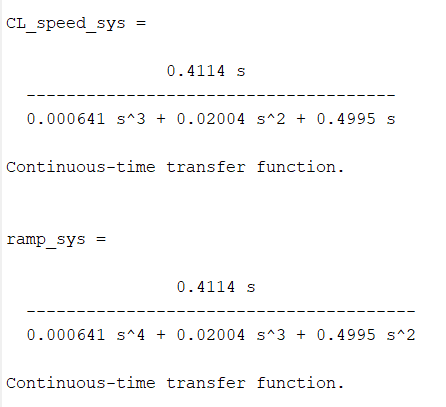 CL_speed_sys =
0.4114 s
-------------------------------------
0.000641 s^3 + 0.02004 s^2 + 0.4995 s
Continuous-time transfer function.
ramp_sys =
0.4114 s
---------------------------------------
0.000641 s^4 + 0.02004 s^3 + 0.4995 s^2
Continuous-time transfer function.